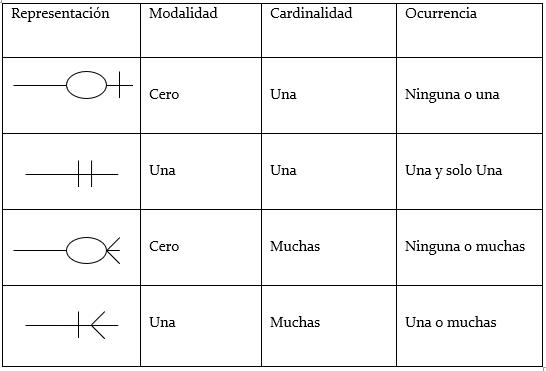 Representación Modalidad Cardinalidad Ocurrencia
Cero Una Ninguna o una
Una Una Una y solo Una
Cero Muchas Ninguna o muchas
Una Muchas Una o muchas